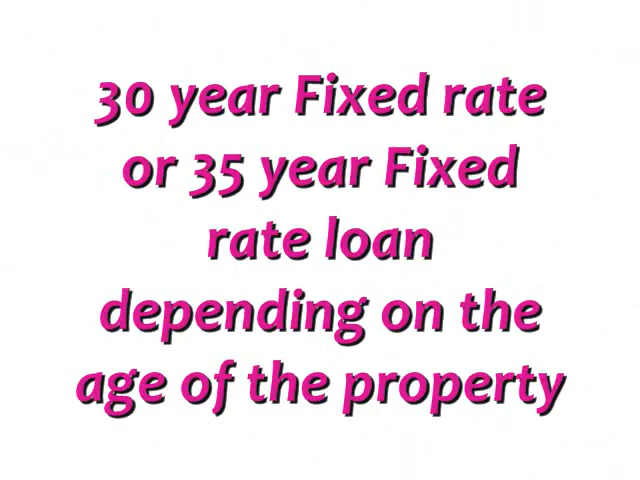 30 year Fixed rate
or 35 year Fixed
rate loan
depending on the
age of the property